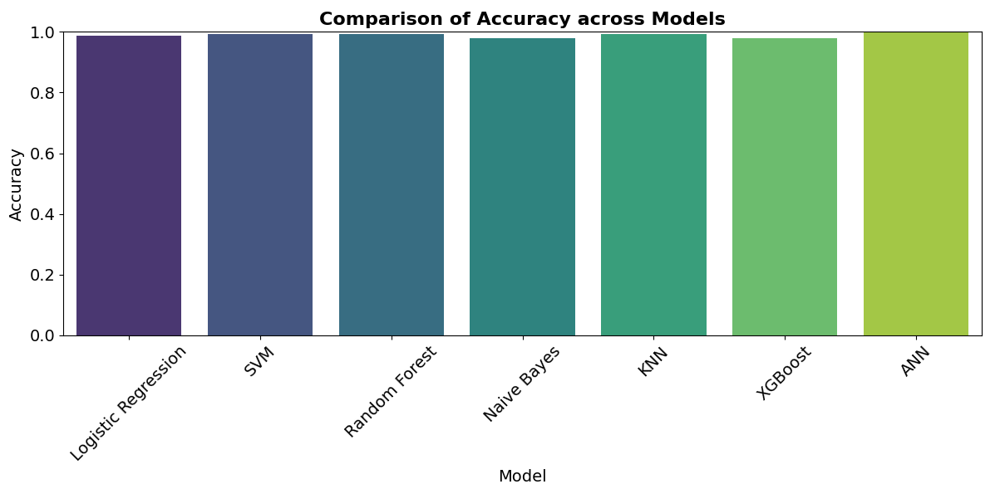 Comparison of Accuracy across Models
Accuracy
1.0
0.8
0.6
0.4
0.2
0.0
Logistic Regression
SVM
Random Forest
Naive Bayes
KNN
XGBoost
ANN
Model